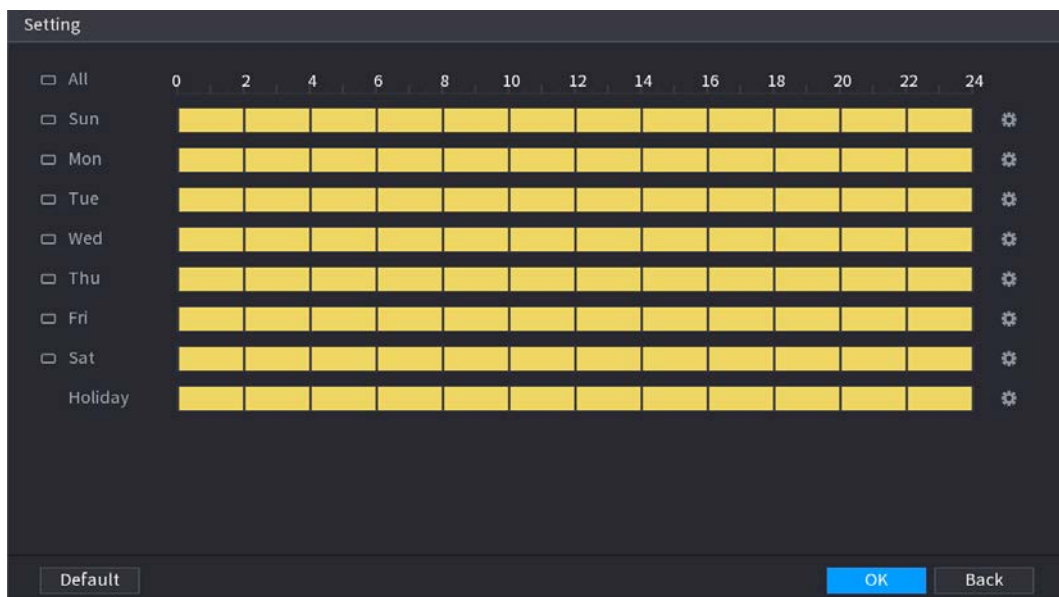 Setting
All 0 2 4 6 8 10 12 14 16 18 20 22 24
Sun
Mon
Tue
Wed
Thu
Fri
Sat
Holiday
Default OK Back